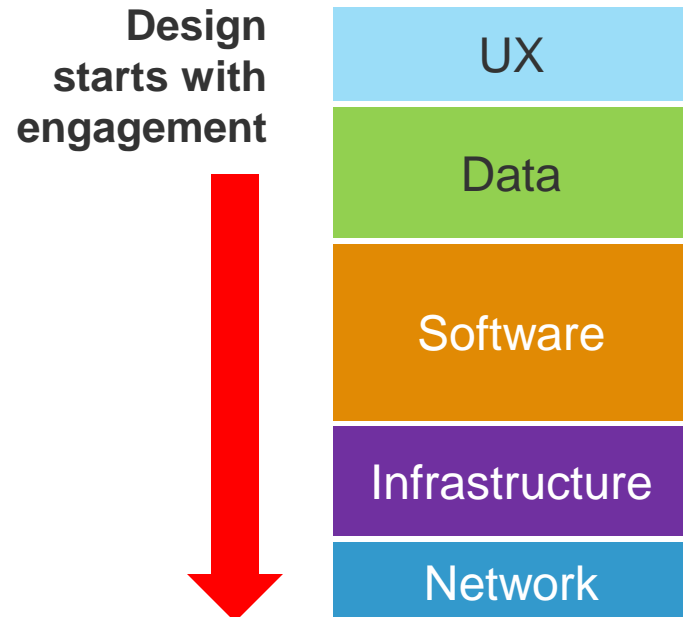 Design
starts with
engagement
UX
Data
Software
Infrastructure
Network